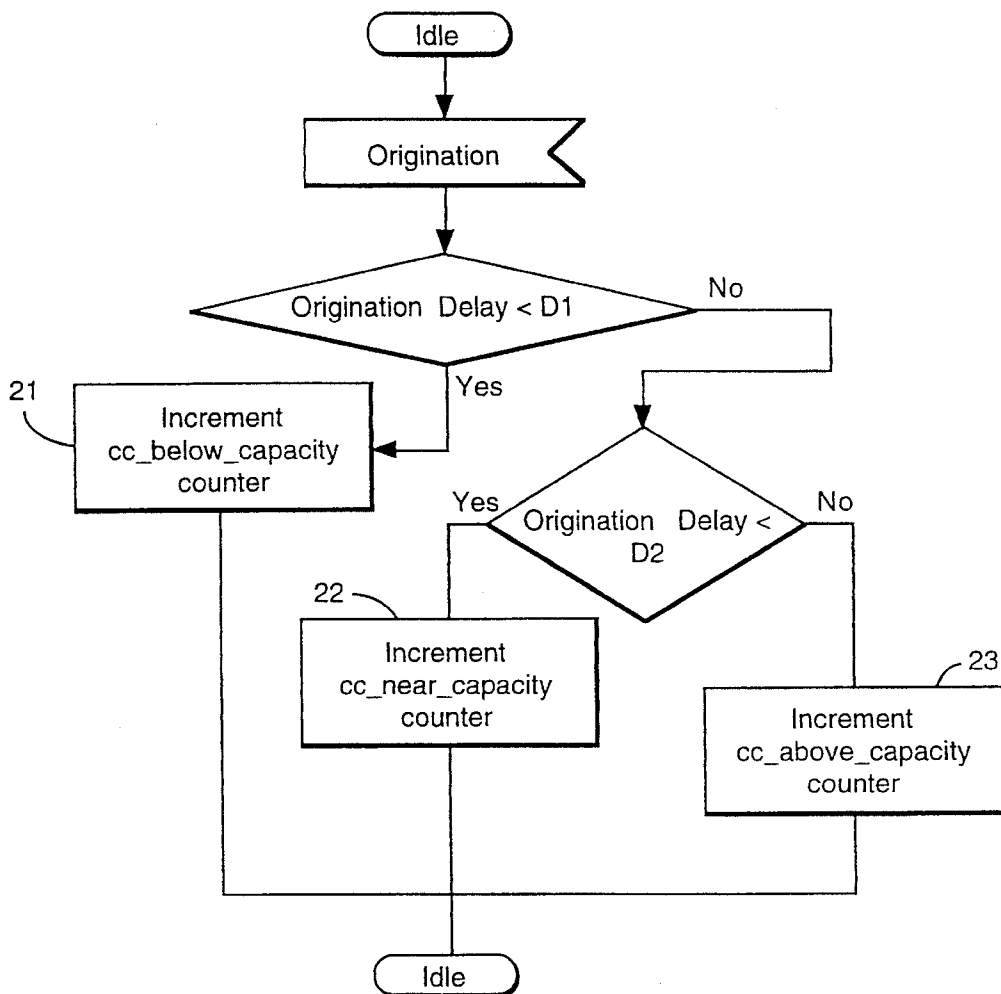 Idle
Origination
Origination Delay < D1
No
Yes
21
Increment
cc_below_capacity
counter
Yes
No
Origination Delay <
D2
22
Increment
cc_near_capacity
counter
23
Increment
cc_above_capacity
counter
Idle